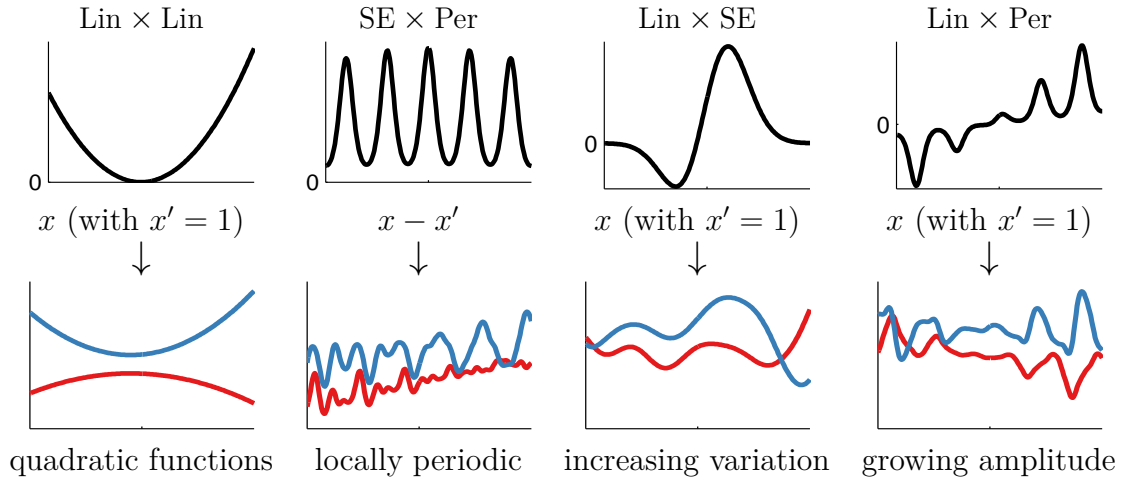 Lin × Lin
SE × Per
Lin × SE
Lin × Per
0
0
0
0
x (with x′ = 1)
x − x′
x (with x′ = 1)
x (with x′ = 1)
↓
↓
↓
↓
quadratic functions
locally periodic
increasing variation
growing amplitude